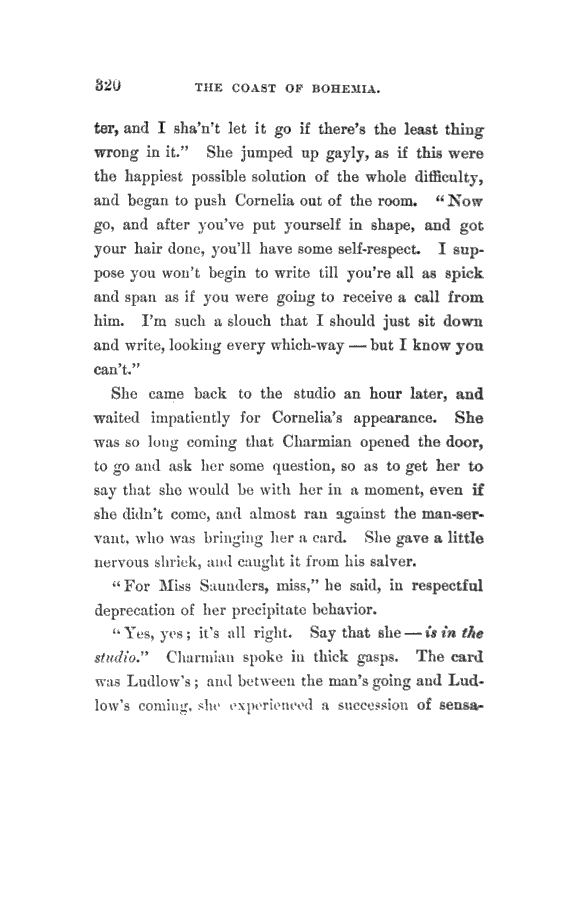 320 THE COAST OF BOHEMIA.
ter, and I sha'n't let it go if there's the least thing
wrong in it." She jumped up gayly, as if this were
the happiest possible solution of the whole difficulty,
and began to push Cornelia out of the room. "Now
go, and after you've put yourself in shape, and got
your hair done, you'll have some self-respect. I sup-
pose you won't begin to write till you're all as spick
and span as if you were going to receive a call from
him. I'm such a slouch that I should just sit down
and write, looking every which-way — but I know you
can't."
She came back to the studio an hour later, and
waited impatiently for Cornelia's appearance. She
was so long coming that Charmian opened the door,
to go and ask her some question, so as to get her to
say that she would be with her in a moment, even if
she didn't come, and almost ran against the man-ser-
vant, who was bringing her a card. She gave a little
nervous shriek, and caught it from his salver.
"For Miss Saunders, miss," he said, in respectful
deprecation of her precipitate behavior.
"Yes, yes; it's all right. Say that she — is in the
studio." Charmian spoke in thick gasps. The card
was Ludlow's; and between the man's going and Lud-
low's coming, she experienced a succession of sensa-